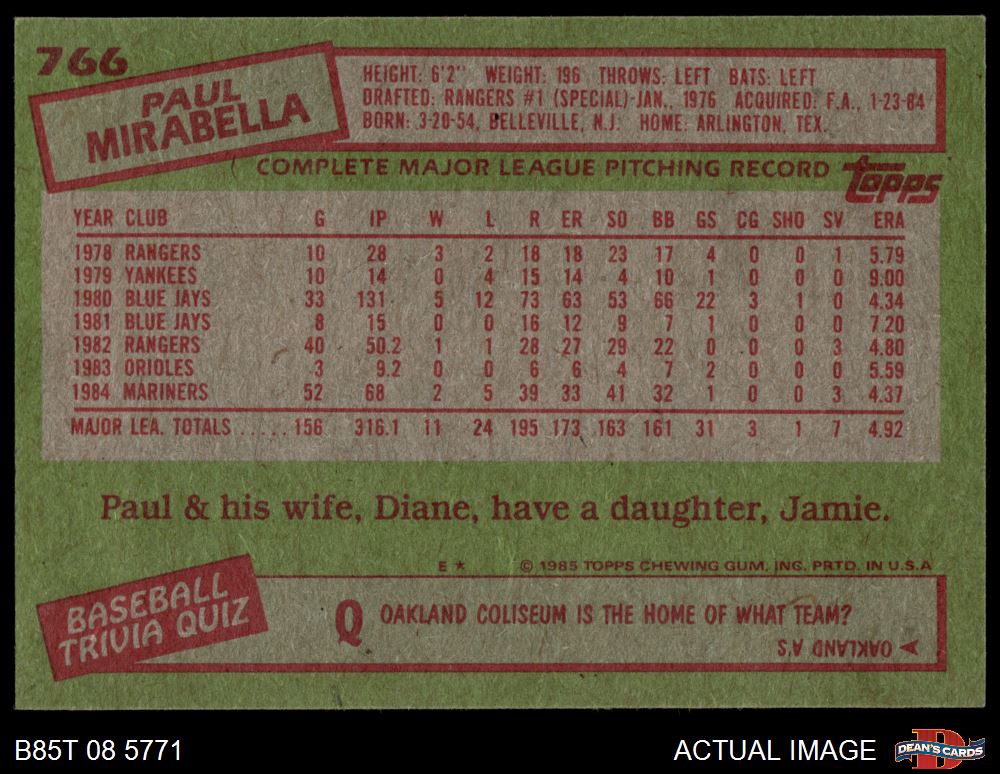 766
PAUL
MIRABELLA
HEIGHT: 6'2" WEIGHT: 196 THROWS: LEFT BATS: LEFT
DRAFTED: RANGERS #1 (SPECIAL)-JAN., 1976 ACQUIRED: F.A., 1-23-84
BORN: 3-20-54, BELLEVILLE, N.J. HOME: ARLINGTON, TEX.
COMPLETE MAJOR LEAGUE PITCHING RECORD
Topps
YEAR CLUB G IP W L R ER SO BB GS CG SHO SV ERA
1978 RANGERS 10 28 3 2 18 18 23 17 4 0 0 1 5.79
1979 YANKEES 10 14 0 4 15 14 4 10 1 0 0 0 9.00
1980 BLUE JAYS 33 131 5 12 73 63 53 66 22 3 1 0 4.34
1981 BLUE JAYS 8 15 0 0 16 12 9 7 1 0 0 0 7.20
1982 RANGERS 40 50.2 1 1 28 27 29 22 0 0 0 3 4.80
1983 ORIOLES 3 9.2 0 0 6 6 4 7 2 0 0 0 5.59
1984 MARINERS 52 68 2 5 39 33 41 32 1 0 0 3 4.37
MAJOR LEA. TOTALS ...... 156 316.1 11 24 195 173 163 161 31 3 1 7 4.92
Paul & his wife, Diane, have a daughter, Jamie.
E * © 1985 TOPPS CHEWING GUM, INC. PRTD. IN U.S.A
BASEBALL
TRIVIA QUIZ
Q OAKLAND COLISEUM IS THE HOME OF WHAT TEAM?
A OAKLAND A'S
B85T 08 5771
ACTUAL IMAGE
D
DEAN'S CARDS